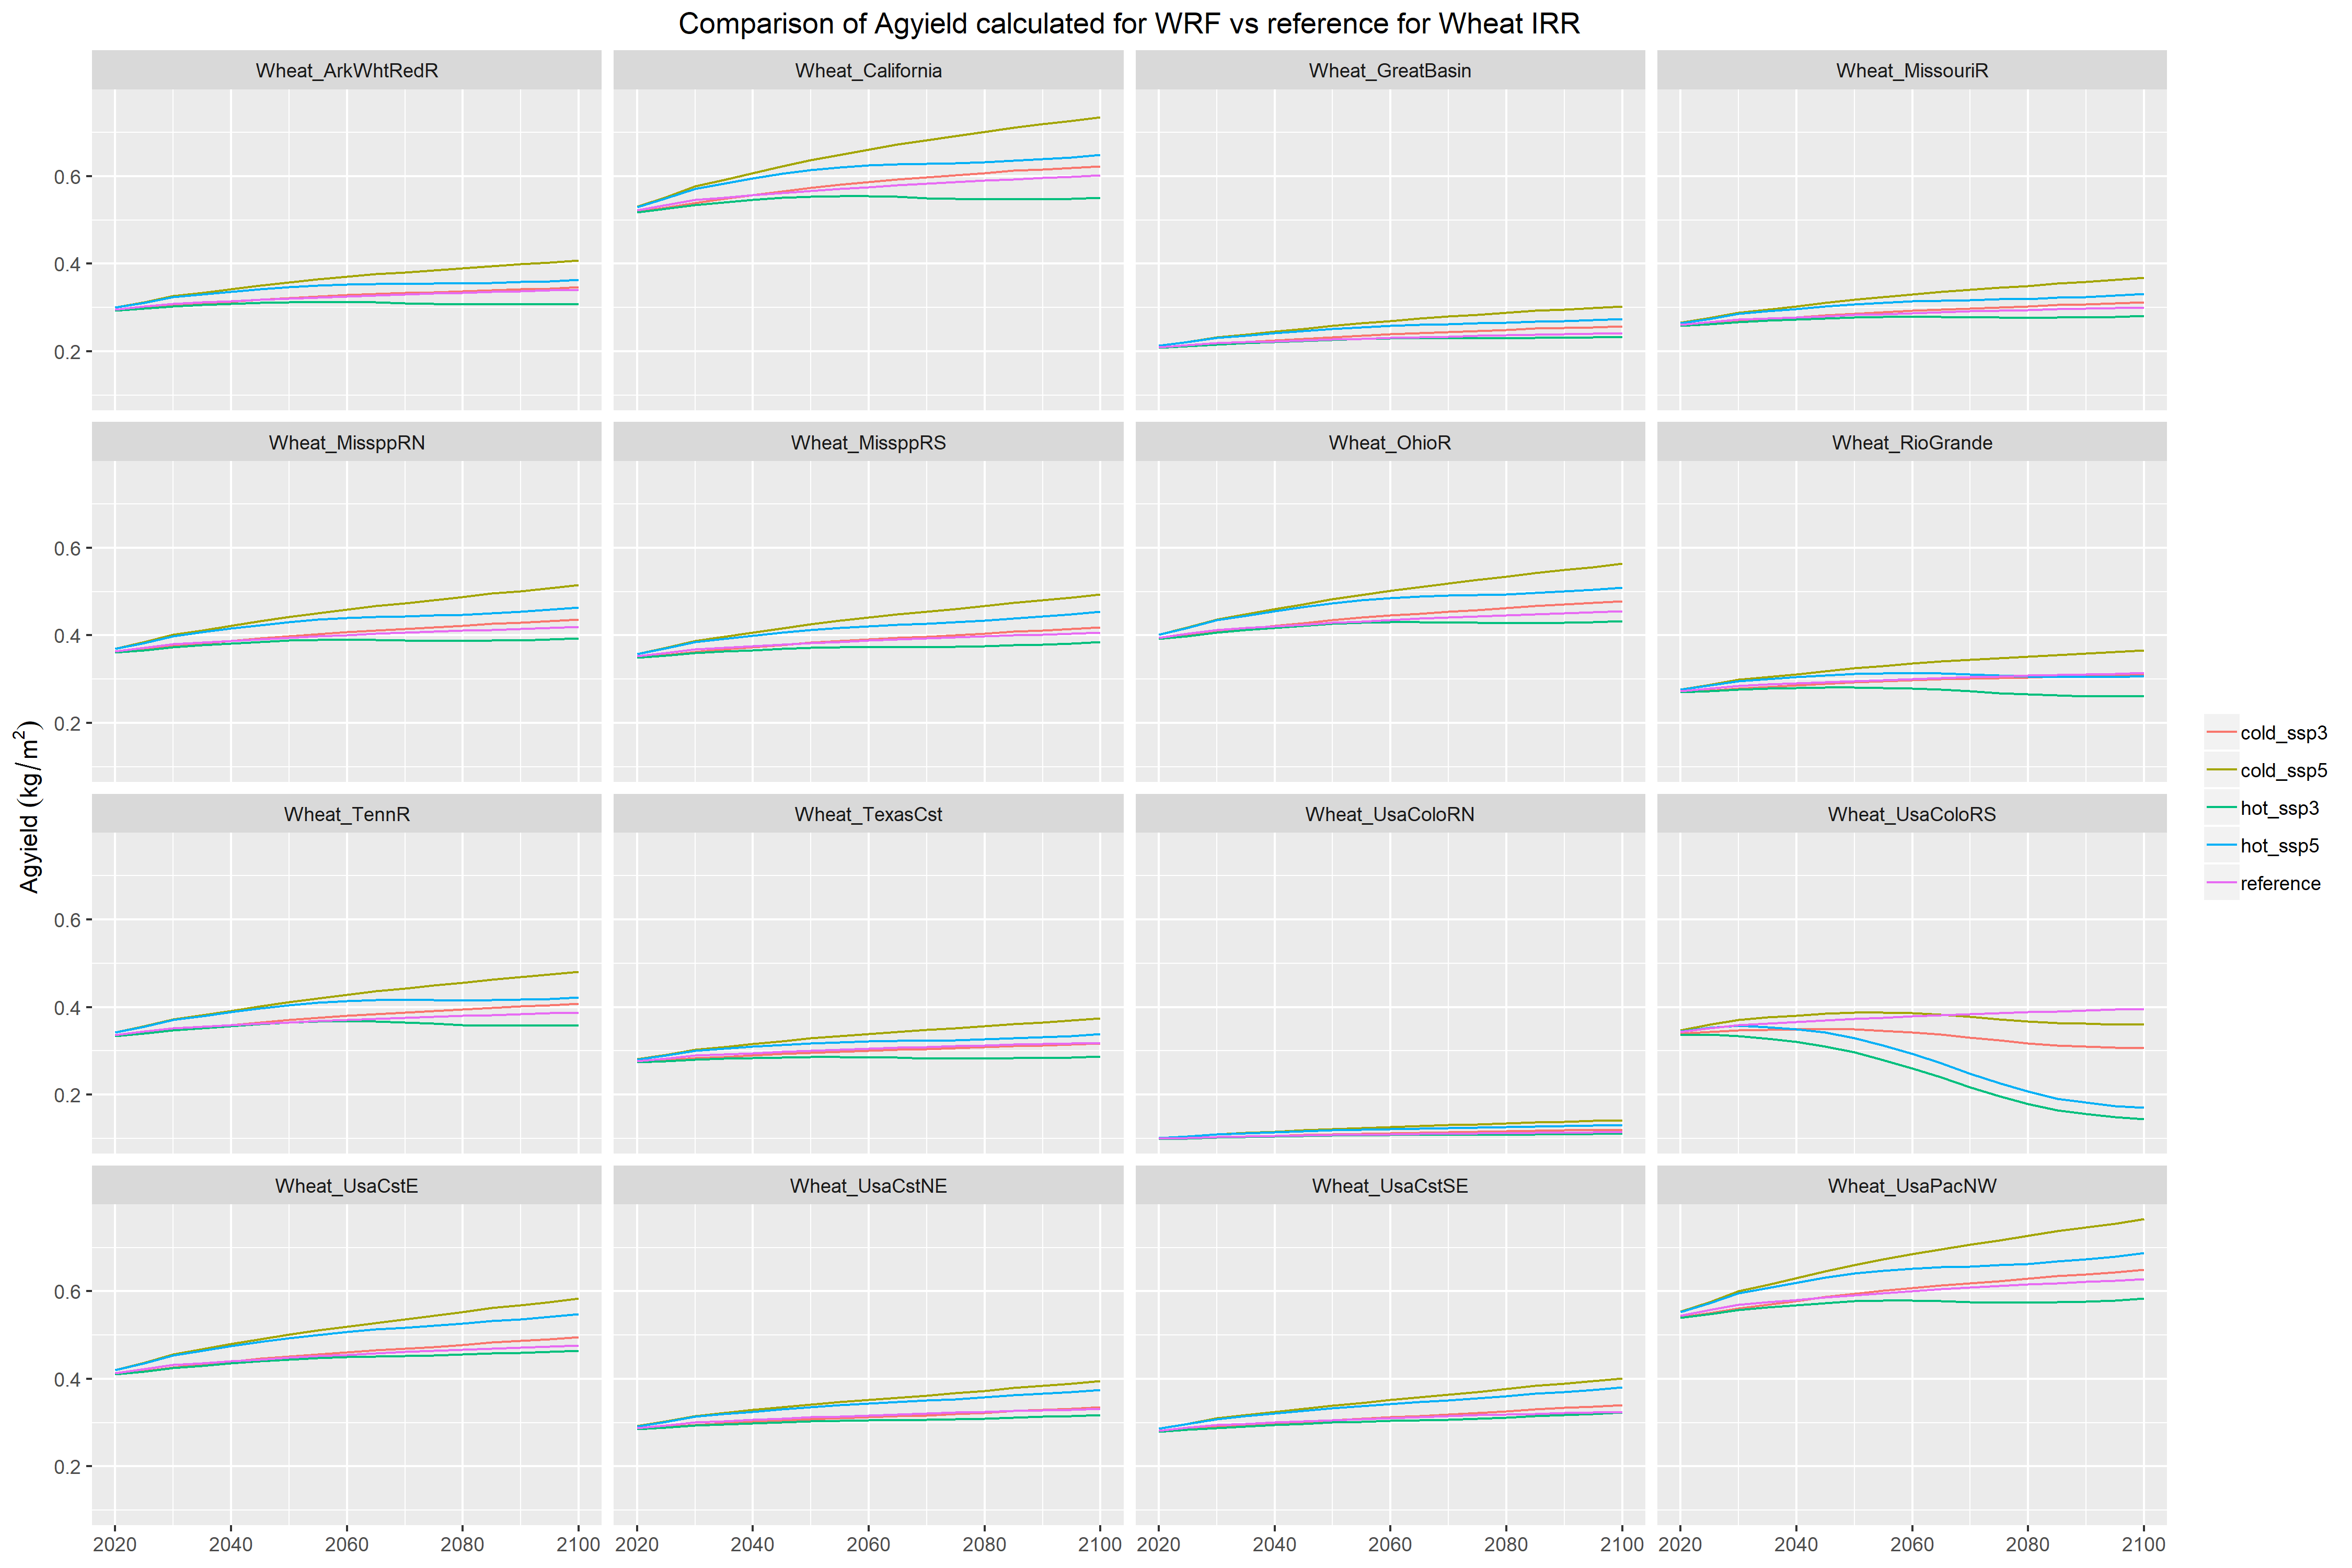 Comparison of Agyield calculated for WRF vs reference for Wheat IRR
Wheat_ArkWhtRedR
Wheat_California
Wheat_GreatBasin
Wheat_MissouriR
0.6
0.4
0.2
Wheat_MissppRN
Wheat_MissppRS
Wheat_OhioR
Wheat_RioGrande
0.6
0.4
0.2
Agyield (kg/m²)
cold_ssp3
cold_ssp5
hot_ssp3
hot_ssp5
reference
Wheat_TennR
Wheat_TexasCst
Wheat_UsaColoRN
Wheat_UsaColoRS
0.6
0.4
0.2
Wheat_UsaCstE
Wheat_UsaCstNE
Wheat_UsaCstSE
Wheat_UsaPacNW
0.6
0.4
0.2
2020 2040 2060 2080 2100 2020 2040 2060 2080 2100 2020 2040 2060 2080 2100 2020 2040 2060 2080 2100